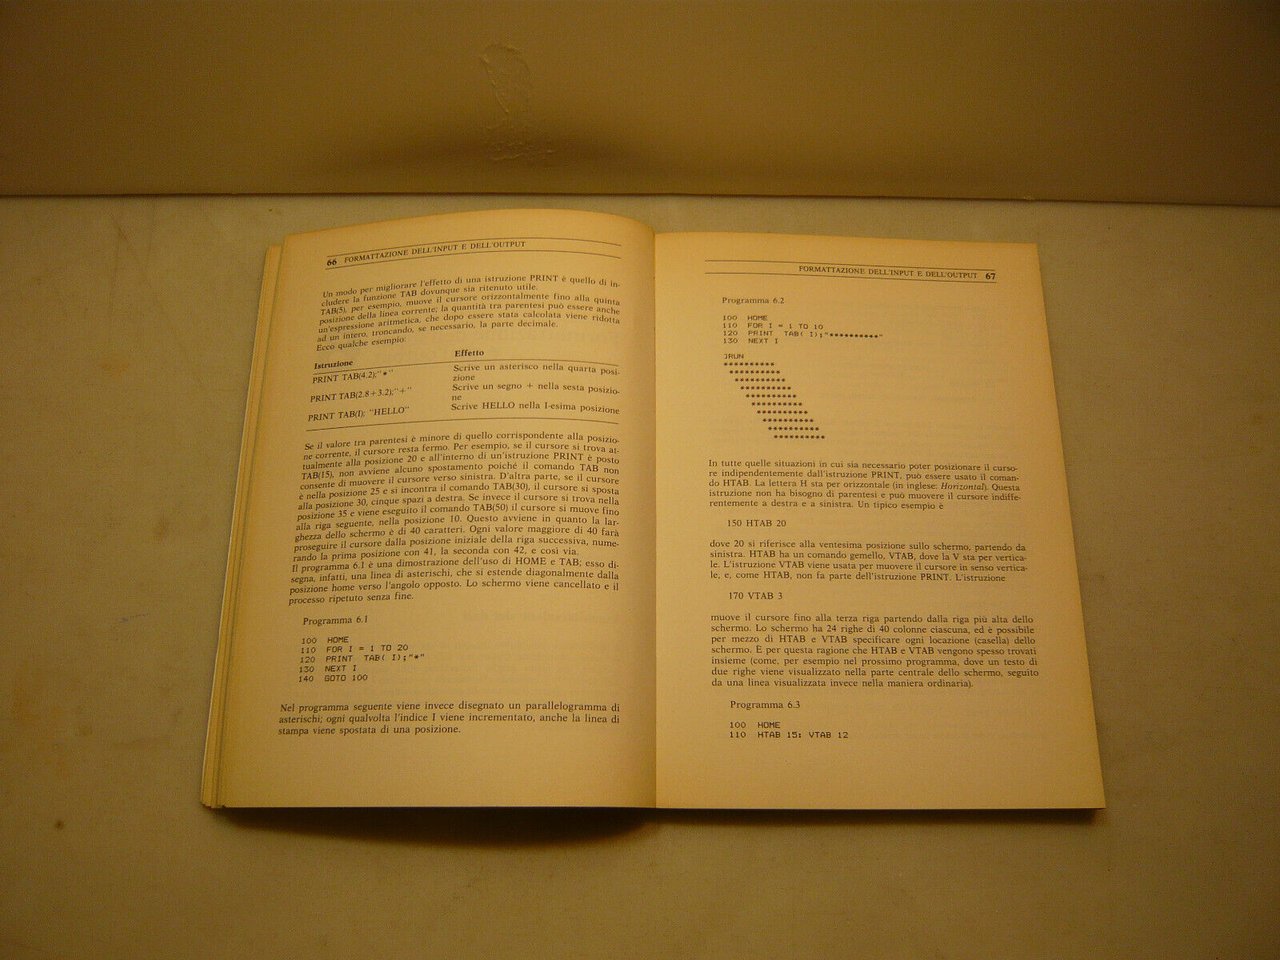 66 FORMATTAZIONE DELL'INPUT E DELL'OUTPUT
Un modo per migliorare l'effetto di una istruzione PRINT è quello di in-
cludere la funzione TAB dovunque sia ritenuto utile.
TAB(5), per esempio, muove il cursore orizzontalmente fino alla quinta
posizione della linea corrente; la quantità tra parentesi può essere anche
un'espressione aritmetica, che dopo essere stata calcolata viene ridotta
ad un intero, troncando, se necessario, la parte decimale.
Ecco qualche esempio:
Istruzione Effetto
PRINT TAB(4.2);"*" Scrive un asterisco nella quarta posi-
zione
PRINT TAB(2.8+3.2);"+" Scrive un segno + nella sesta posizio-
ne
PRINT TAB(I); "HELLO" Scrive HELLO nella I-esima posizione
Se il valore tra parentesi è minore di quello corrispondente alla posizio-
ne corrente, il cursore resta fermo. Per esempio, se il cursore si trova at-
tualmente alla posizione 20 e all'interno di un'istruzione PRINT è posto
TAB(15), non avviene alcuno spostamento poiché il comando TAB non
consente di muovere il cursore verso sinistra. D'altra parte, se il cursore
è nella posizione 25 e si incontra il comando TAB(30), il cursore si sposta
alla posizione 30, cinque spazi a destra. Se invece il cursore si trova nella
posizione 35 e viene eseguito il comando TAB(50) il cursore si muove fino
alla riga seguente, nella posizione 10. Questo avviene in quanto la lar-
ghezza dello schermo è di 40 caratteri. Ogni valore maggiore di 40 farà
proseguire il cursore dalla posizione iniziale della riga successiva, nume-
rando la prima posizione con 41, la seconda con 42, e così via.
Il programma 6.1 è una dimostrazione dell'uso di HOME e TAB; esso di-
segna, infatti, una linea di asterischi, che si estende diagonalmente dalla
posizione home verso l'angolo opposto. Lo schermo viene cancellato e il
processo ripetuto senza fine.
Programma 6.1
100 HOME
110 FOR I = 1 TO 20
120 PRINT TAB( I);"*"
130 NEXT I
140 GOTO 100
Nel programma seguente viene invece disegnato un parallelogramma di
asterischi; ogni qualvolta l'indice I viene incrementato, anche la linea di
stampa viene spostata di una posizione.
FORMATTAZIONE DELL'INPUT E DELL'OUTPUT 67
Programma 6.2
100 HOME
110 FOR I = 1 TO 10
120 PRINT TAB( I);"**********"
130 NEXT I
]RUN
**********
**********
**********
**********
**********
**********
**********
**********
**********
**********
In tutte quelle situazioni in cui sia necessario poter posizionare il curso-
re indipendentemente dall'istruzione PRINT, può essere usato il coman-
do HTAB. La lettera H sta per orizzontale (in inglese: Horizontal). Questa
istruzione non ha bisogno di parentesi e può muovere il cursore indiffe-
rentemente a destra e a sinistra. Un tipico esempio è
150 HTAB 20
dove 20 si riferisce alla ventesima posizione sullo schermo, partendo da
sinistra. HTAB ha un comando gemello, VTAB, dove la V sta per vertica-
le. L'istruzione VTAB viene usata per muovere il cursore in senso vertica-
le, e, come HTAB, non fa parte dell'istruzione PRINT. L'istruzione
170 VTAB 3
muove il cursore fino alla terza riga partendo dalla riga più alta dello
schermo. Lo schermo ha 24 righe di 40 colonne ciascuna, ed è possibile
per mezzo di HTAB e VTAB specificare ogni locazione (casella) dello
schermo. È per questa ragione che HTAB e VTAB vengono spesso trovati
insieme (come, per esempio nel prossimo programma, dove un testo di
due righe viene visualizzato nella parte centrale dello schermo, seguito
da una linea visualizzata invece nella maniera ordinaria).
Programma 6.3
100 HOME
110 HTAB 15: VTAB 12